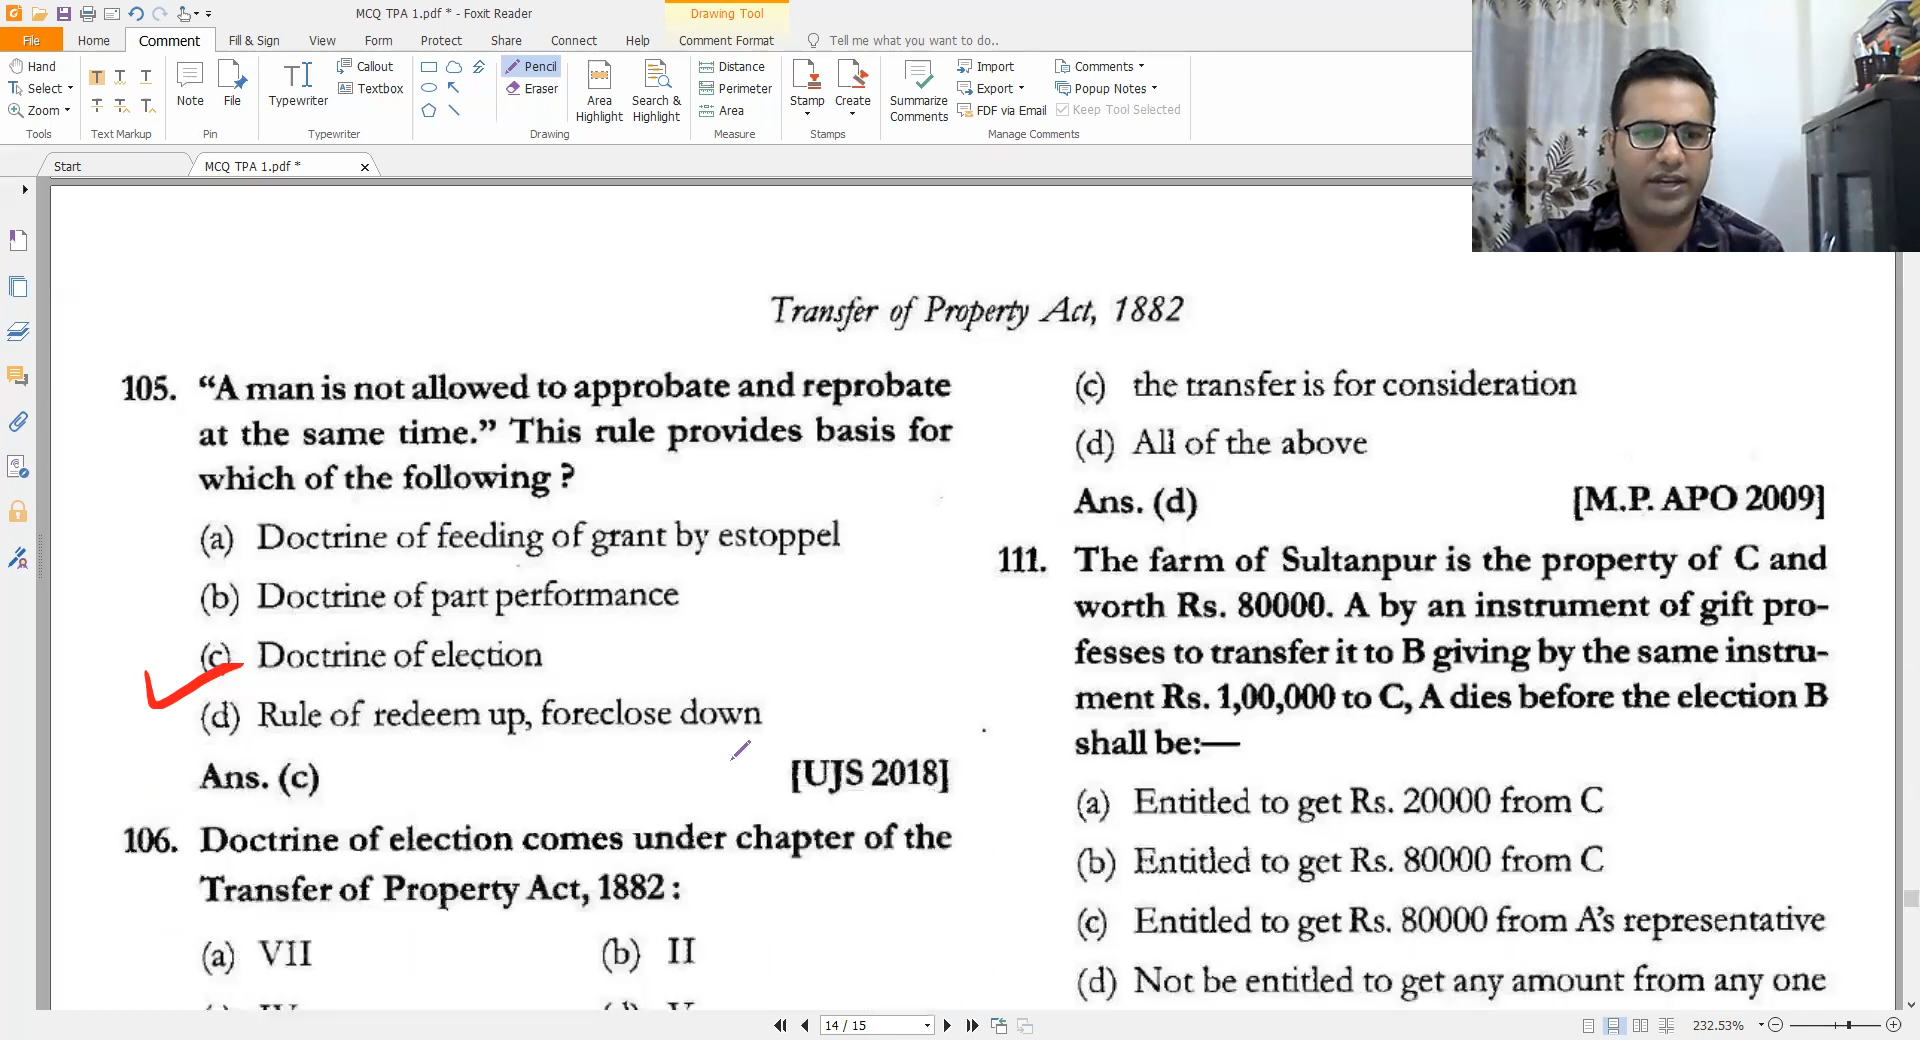 MCQ TPA 1.pdf * - Foxit Reader
Drawing Tool
File Home Comment Fill & Sign View Form Protect Share Connect Help Comment Format Tell me what you want to do..
Hand
Select
Zoom
Tools
Text Markup
Note
File
Pin
Typewriter
Callout
Textbox
Typewriter
Pencil
Eraser
Area Highlight
Search & Highlight
Drawing
Distance
Perimeter
Area
Measure
Stamp
Create
Stamps
Summarize Comments
Import
Export
FDF via Email
Comments
Popup Notes
Keep Tool Selected
Manage Comments
Start
MCQ TPA 1.pdf *
Transfer of Property Act, 1882
105. “A man is not allowed to approbate and reprobate
at the same time.” This rule provides basis for
which of the following ?
(a) Doctrine of feeding of grant by estoppel
(b) Doctrine of part performance
(c) Doctrine of election
(d) Rule of redeem up, foreclose down
Ans. (c) [UJS 2018]
106. Doctrine of election comes under chapter of the
Transfer of Property Act, 1882 :
(a) VII (b) II
(c) the transfer is for consideration
(d) All of the above
Ans. (d) [M.P. APO 2009]
111. The farm of Sultanpur is the property of C and
worth Rs. 80000. A by an instrument of gift pro-
fesses to transfer it to B giving by the same instru-
ment Rs. 1,00,000 to C, A dies before the election B
shall be:—
(a) Entitled to get Rs. 20000 from C
(b) Entitled to get Rs. 80000 from C
(c) Entitled to get Rs. 80000 from A's representative
(d) Not be entitled to get any amount from any one
14 / 15
232.53%